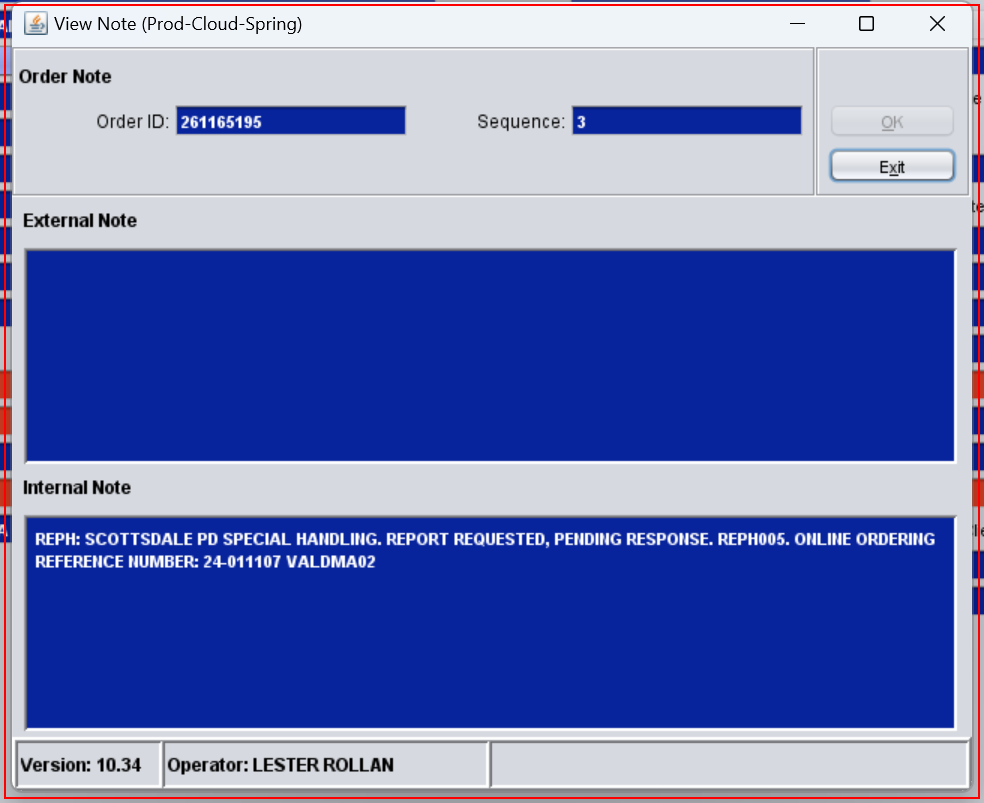 View Note (Prod-Cloud-Spring)
Order Note
Order ID: 261165195 Sequence: 3
OK
Exit
External Note
Internal Note
REPH: SCOTTSDALE PD SPECIAL HANDLING. REPORT REQUESTED, PENDING RESPONSE. REPH005. ONLINE ORDERING
REFERENCE NUMBER: 24-011107 VALDMA02
Version: 10.34 Operator: LESTER ROLLAN